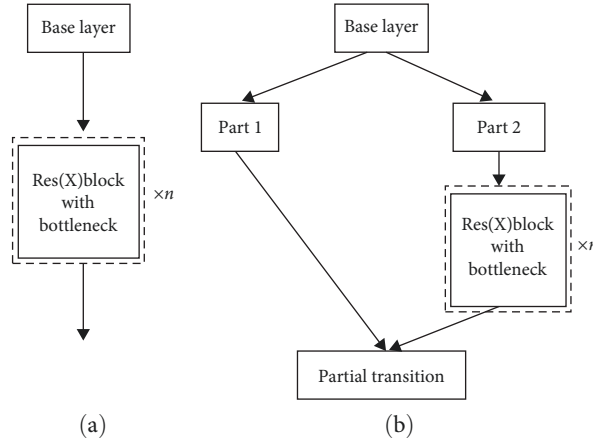 Base layer
Res(X)block
with
bottleneck
×n
(a)
Base layer
Part 1
Part 2
Res(X)block
with
bottleneck
×n
Partial transition
(b)